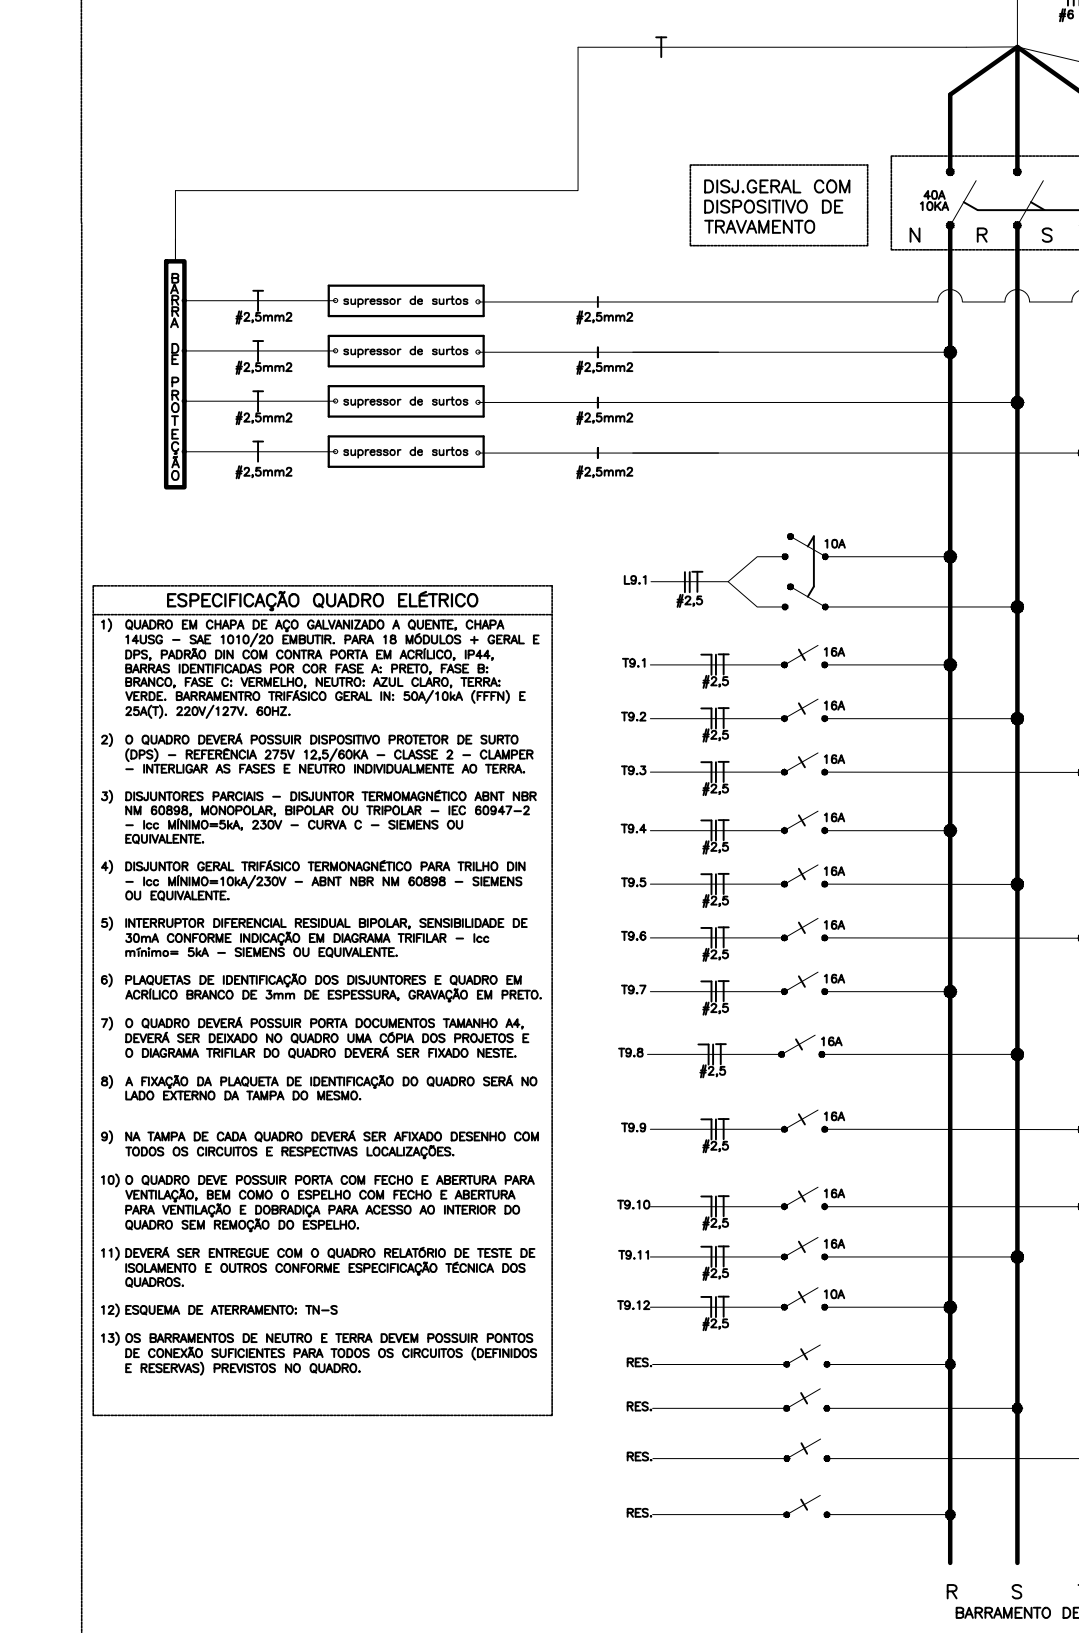 #6
DISJ.GERAL COM
DISPOSITIVO DE
TRAVAMENTO
40A
10KA
N R S
BARRA DE PROTEÇÃO
supressor de surtos
#2,5mm2 #2,5mm2
supressor de surtos
#2,5mm2 #2,5mm2
supressor de surtos
#2,5mm2 #2,5mm2
supressor de surtos
#2,5mm2 #2,5mm2
ESPECIFICAÇÃO QUADRO ELÉTRICO
1) QUADRO EM CHAPA DE AÇO GALVANIZADO A QUENTE, CHAPA
14USG – SAE 1010/20 EMBUTIR. PARA 18 MÓDULOS + GERAL E
DPS, PADRÃO DIN COM CONTRA PORTA EM ACRÍLICO, IP44,
BARRAS IDENTIFICADAS POR COR FASE A: PRETO, FASE B:
BRANCO, FASE C: VERMELHO, NEUTRO: AZUL CLARO, TERRA:
VERDE. BARRAMENTRO TRIFÁSICO GERAL IN: 50A/10kA (FFFN) E
25A(T). 220V/127V. 60HZ.
2) O QUADRO DEVERÁ POSSUIR DISPOSITIVO PROTETOR DE SURTO
(DPS) – REFERÊNCIA 275V 12,5/60KA – CLASSE 2 – CLAMPER
– INTERLIGAR AS FASES E NEUTRO INDIVIDUALMENTE AO TERRA.
3) DISJUNTORES PARCIAIS – DISJUNTOR TERMOMAGNÉTICO ABNT NBR
NM 60898, MONOPOLAR, BIPOLAR OU TRIPOLAR – IEC 60947–2
– Icc MÍNIMO=5kA, 230V – CURVA C – SIEMENS OU
EQUIVALENTE.
4) DISJUNTOR GERAL TRIFÁSICO TERMONAGNÉTICO PARA TRILHO DIN
– Icc MÍNIMO=10kA/230V – ABNT NBR NM 60898 – SIEMENS
OU EQUIVALENTE.
5) INTERRUPTOR DIFERENCIAL RESIDUAL BIPOLAR, SENSIBILIDADE DE
30mA CONFORME INDICAÇÃO EM DIAGRAMA TRIFILAR – Icc
mínimo= 5kA – SIEMENS OU EQUIVALENTE.
6) PLAQUETAS DE IDENTIFICAÇÃO DOS DISJUNTORES E QUADRO EM
ACRÍLICO BRANCO DE 3mm DE ESPESSURA, GRAVAÇÃO EM PRETO.
7) O QUADRO DEVERÁ POSSUIR PORTA DOCUMENTOS TAMANHO A4,
DEVERÁ SER DEIXADO NO QUADRO UMA CÓPIA DOS PROJETOS E
O DIAGRAMA TRIFILAR DO QUADRO DEVERÁ SER FIXADO NESTE.
8) A FIXAÇÃO DA PLAQUETA DE IDENTIFICAÇÃO DO QUADRO SERÁ NO
LADO EXTERNO DA TAMPA DO MESMO.
9) NA TAMPA DE CADA QUADRO DEVERÁ SER AFIXADO DESENHO COM
TODOS OS CIRCUITOS E RESPECTIVAS LOCALIZAÇÕES.
10) O QUADRO DEVE POSSUIR PORTA COM FECHO E ABERTURA PARA
VENTILAÇÃO, BEM COMO O ESPELHO COM FECHO E ABERTURA
PARA VENTILAÇÃO E DOBRADIÇA PARA ACESSO AO INTERIOR DO
QUADRO SEM REMOÇÃO DO ESPELHO.
11) DEVERÁ SER ENTREGUE COM O QUADRO RELATÓRIO DE TESTE DE
ISOLAMENTO E OUTROS CONFORME ESPECIFICAÇÃO TÉCNICA DOS
QUADROS.
12) ESQUEMA DE ATERRAMENTO: TN–S
13) OS BARRAMENTOS DE NEUTRO E TERRA DEVEM POSSUIR PONTOS
DE CONEXÃO SUFICIENTES PARA TODOS OS CIRCUITOS (DEFINIDOS
E RESERVAS) PREVISTOS NO QUADRO.
10A
L9.1
#2,5
T9.1 16A
#2,5
T9.2 16A
#2,5
T9.3 16A
#2,5
T9.4 16A
#2,5
T9.5 16A
#2,5
T9.6 16A
#2,5
T9.7 16A
#2,5
T9.8 16A
#2,5
T9.9 16A
#2,5
T9.10 16A
#2,5
T9.11 16A
#2,5
T9.12 10A
#2,5
RES.
RES.
RES.
RES.
R S
BARRAMENTO DE